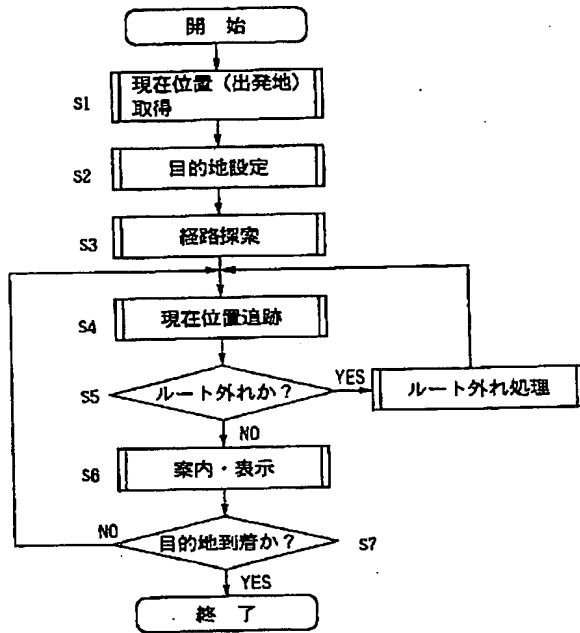 開 始
S1
現在位置（出発地）
取得
S2
目的地設定
S3
経路探索
S4
現在位置追跡
S5
ルート外れか？
YES
ルート外れ処理
NO
S6
案内・表示
NO
目的地到着か？
S7
YES
終 了